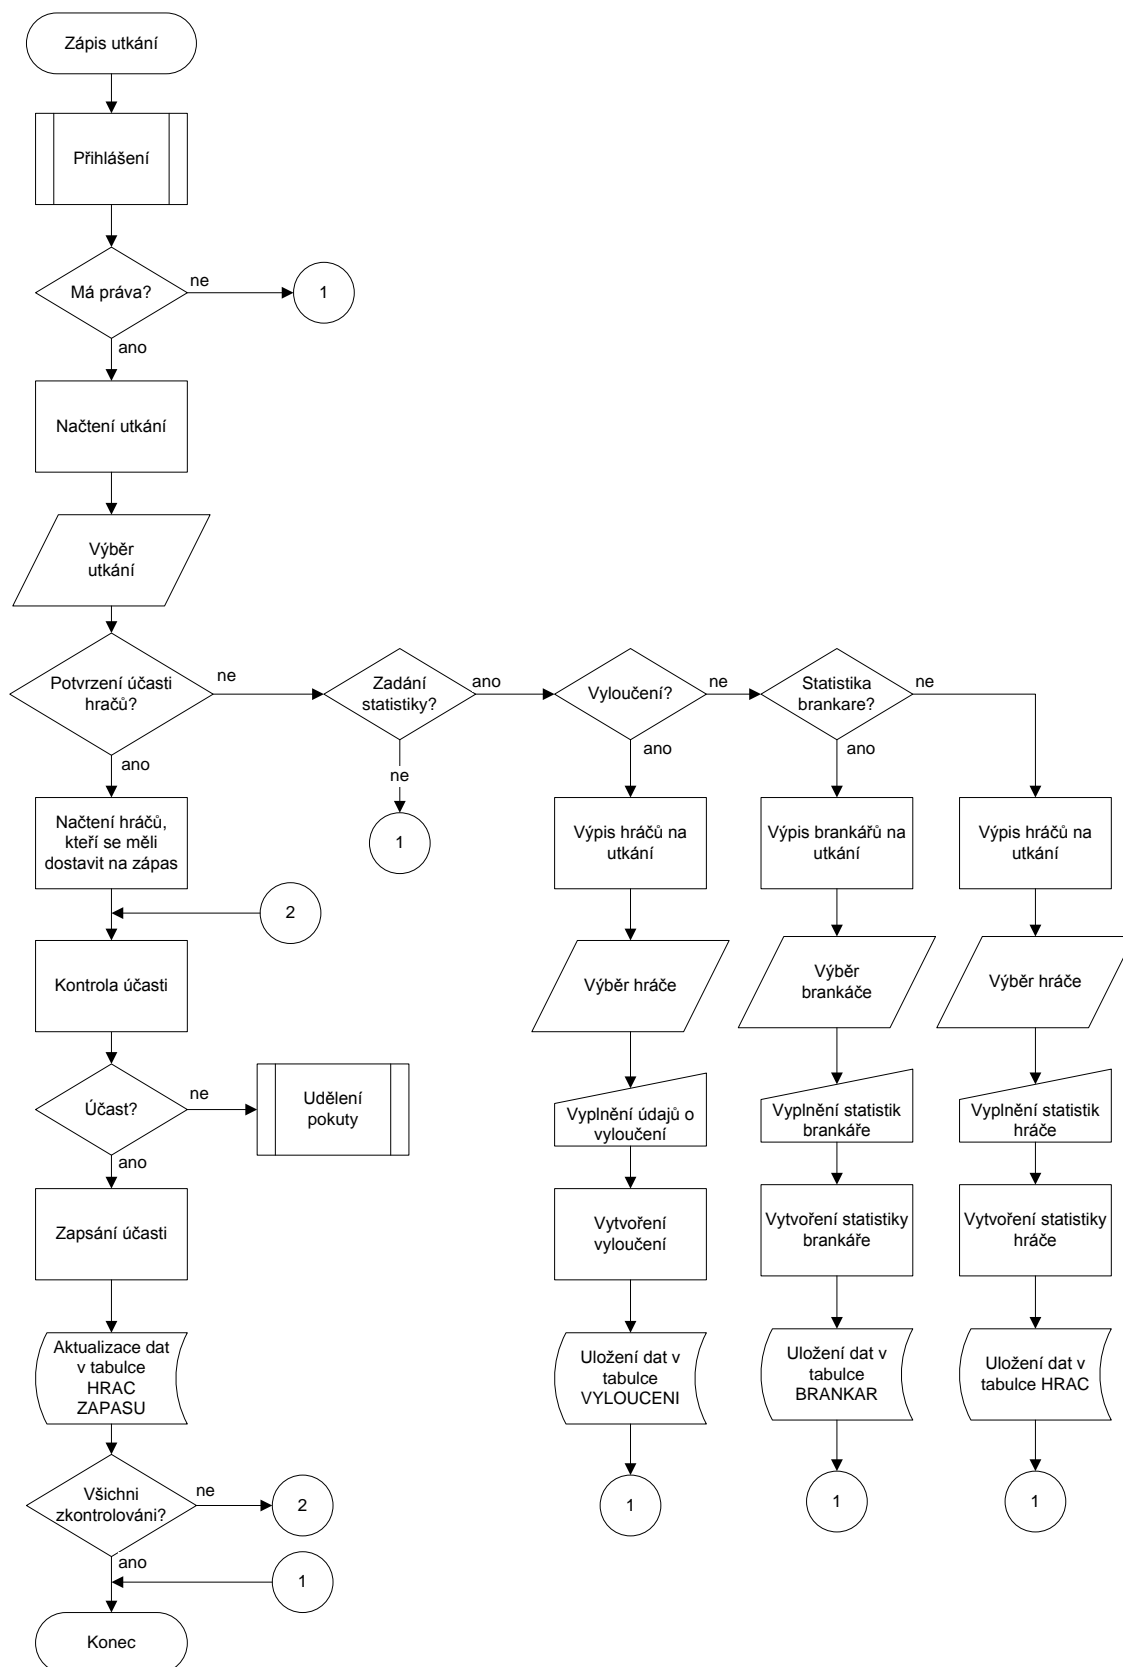 Zápis utkání
Přihlášení
Má práva?
ne
1
ano
Načtení utkání
Výběr
utkání
Potvrzení účasti
hračů?
ne
Zadání
statistiky?
ano
Vyloučení?
ne
Statistika
brankare?
ne
ano
ne
1
ano
ano
Načtení hráčů,
kteří se měli
dostavit na zápas
Výpis hráčů na
utkání
Výpis brankářů na
utkání
Výpis hráčů na
utkání
2
Kontrola účasti
Výběr hráče
Výběr
brankáče
Výběr hráče
Účast?
ne
Udělení
pokuty
Vyplnění údajů o
vyloučení
Vyplnění statistik
brankáře
Vyplnění statistik
hráče
ano
Zapsání účasti
Vytvoření
vyloučení
Vytvoření statistiky
brankáře
Vytvoření statistiky
hráče
Aktualizace dat
v tabulce
HRAC
ZAPASU
Uložení dat v
tabulce
VYLOUCENI
Uložení dat v
tabulce
BRANKAR
Uložení dat v
tabulce HRAC
Všichni
zkontrolováni?
ne
2
1
1
1
ano
1
Konec